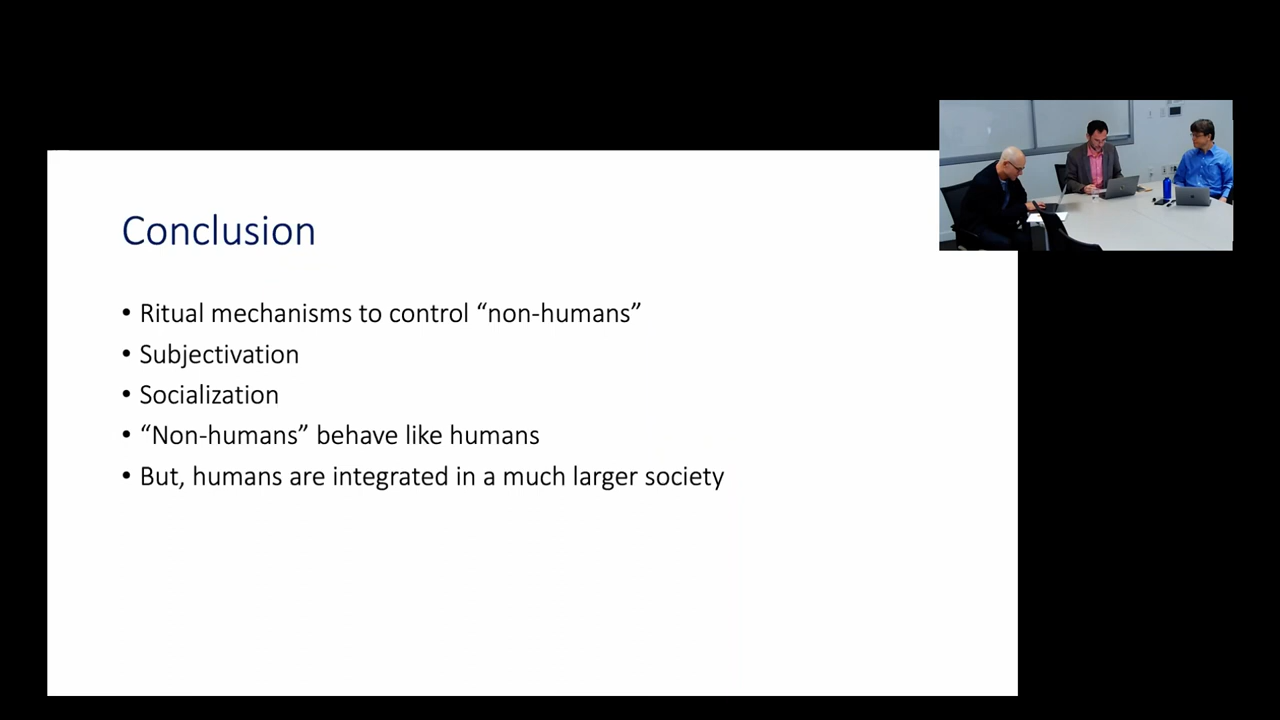 Conclusion
• Ritual mechanisms to control “non-humans”
• Subjectivation
• Socialization
• “Non-humans” behave like humans
• But, humans are integrated in a much larger society